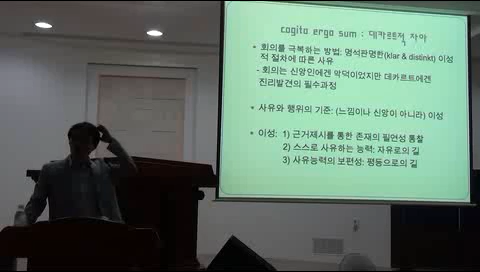 cogito ergo sum : 데카르트적 자아
• 회의를 극복하는 방법: 명석판명한(klar & distinkt) 이성
적 절차에 따른 사유
- 회의는 신앙인에겐 악덕이었지만 데카르트에겐
진리발견의 필수과정
• 사유와 행위의 기준: (느낌이나 신앙이 아니라) 이성
• 이성: 1) 근거제시를 통한 존재의 필연성 통찰
2) 스스로 사유하는 능력: 자유로의 길
3) 사유능력의 보편성: 평등으로의 길